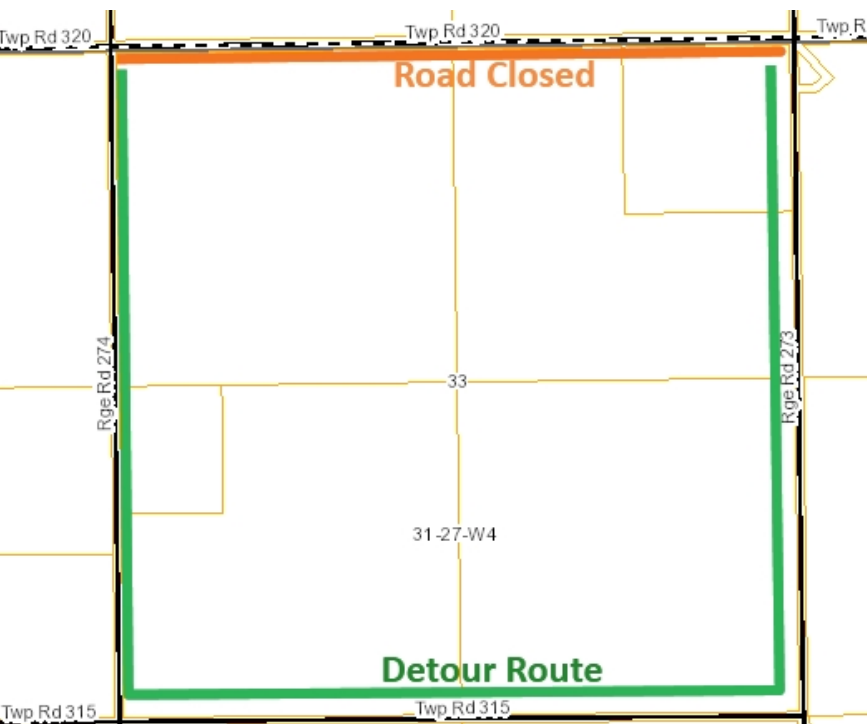 Twp Rd 320
Twp Rd 320
Twp R
Road Closed
Rge Rd 274
Rge Rd 273
33
31-27-W4
Detour Route
Twp Rd 315
Twp Rd 315